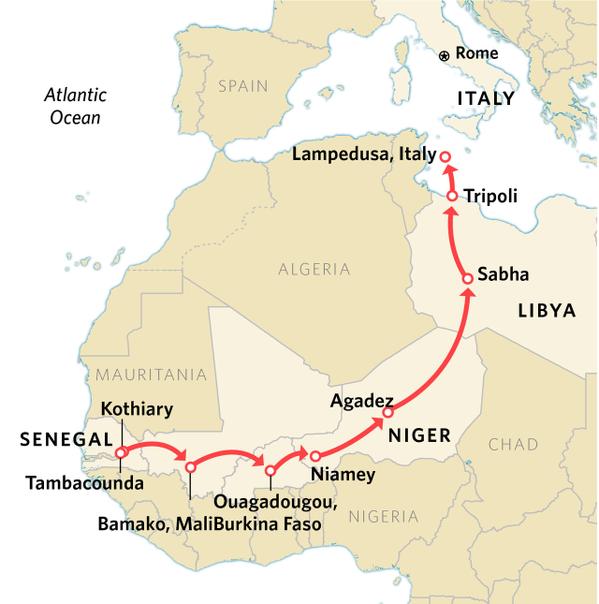 Rome
SPAIN
Atlantic
Ocean
ITALY
Lampedusa, Italy
Tripoli
ALGERIA
Sabha
LIBYA
MAURITANIA
Kothiary
Agadez
SENEGAL
NIGER
CHAD
Tambacounda
Niamey
Ouagadougou,
Bamako, MaliBurkina Faso
NIGERIA